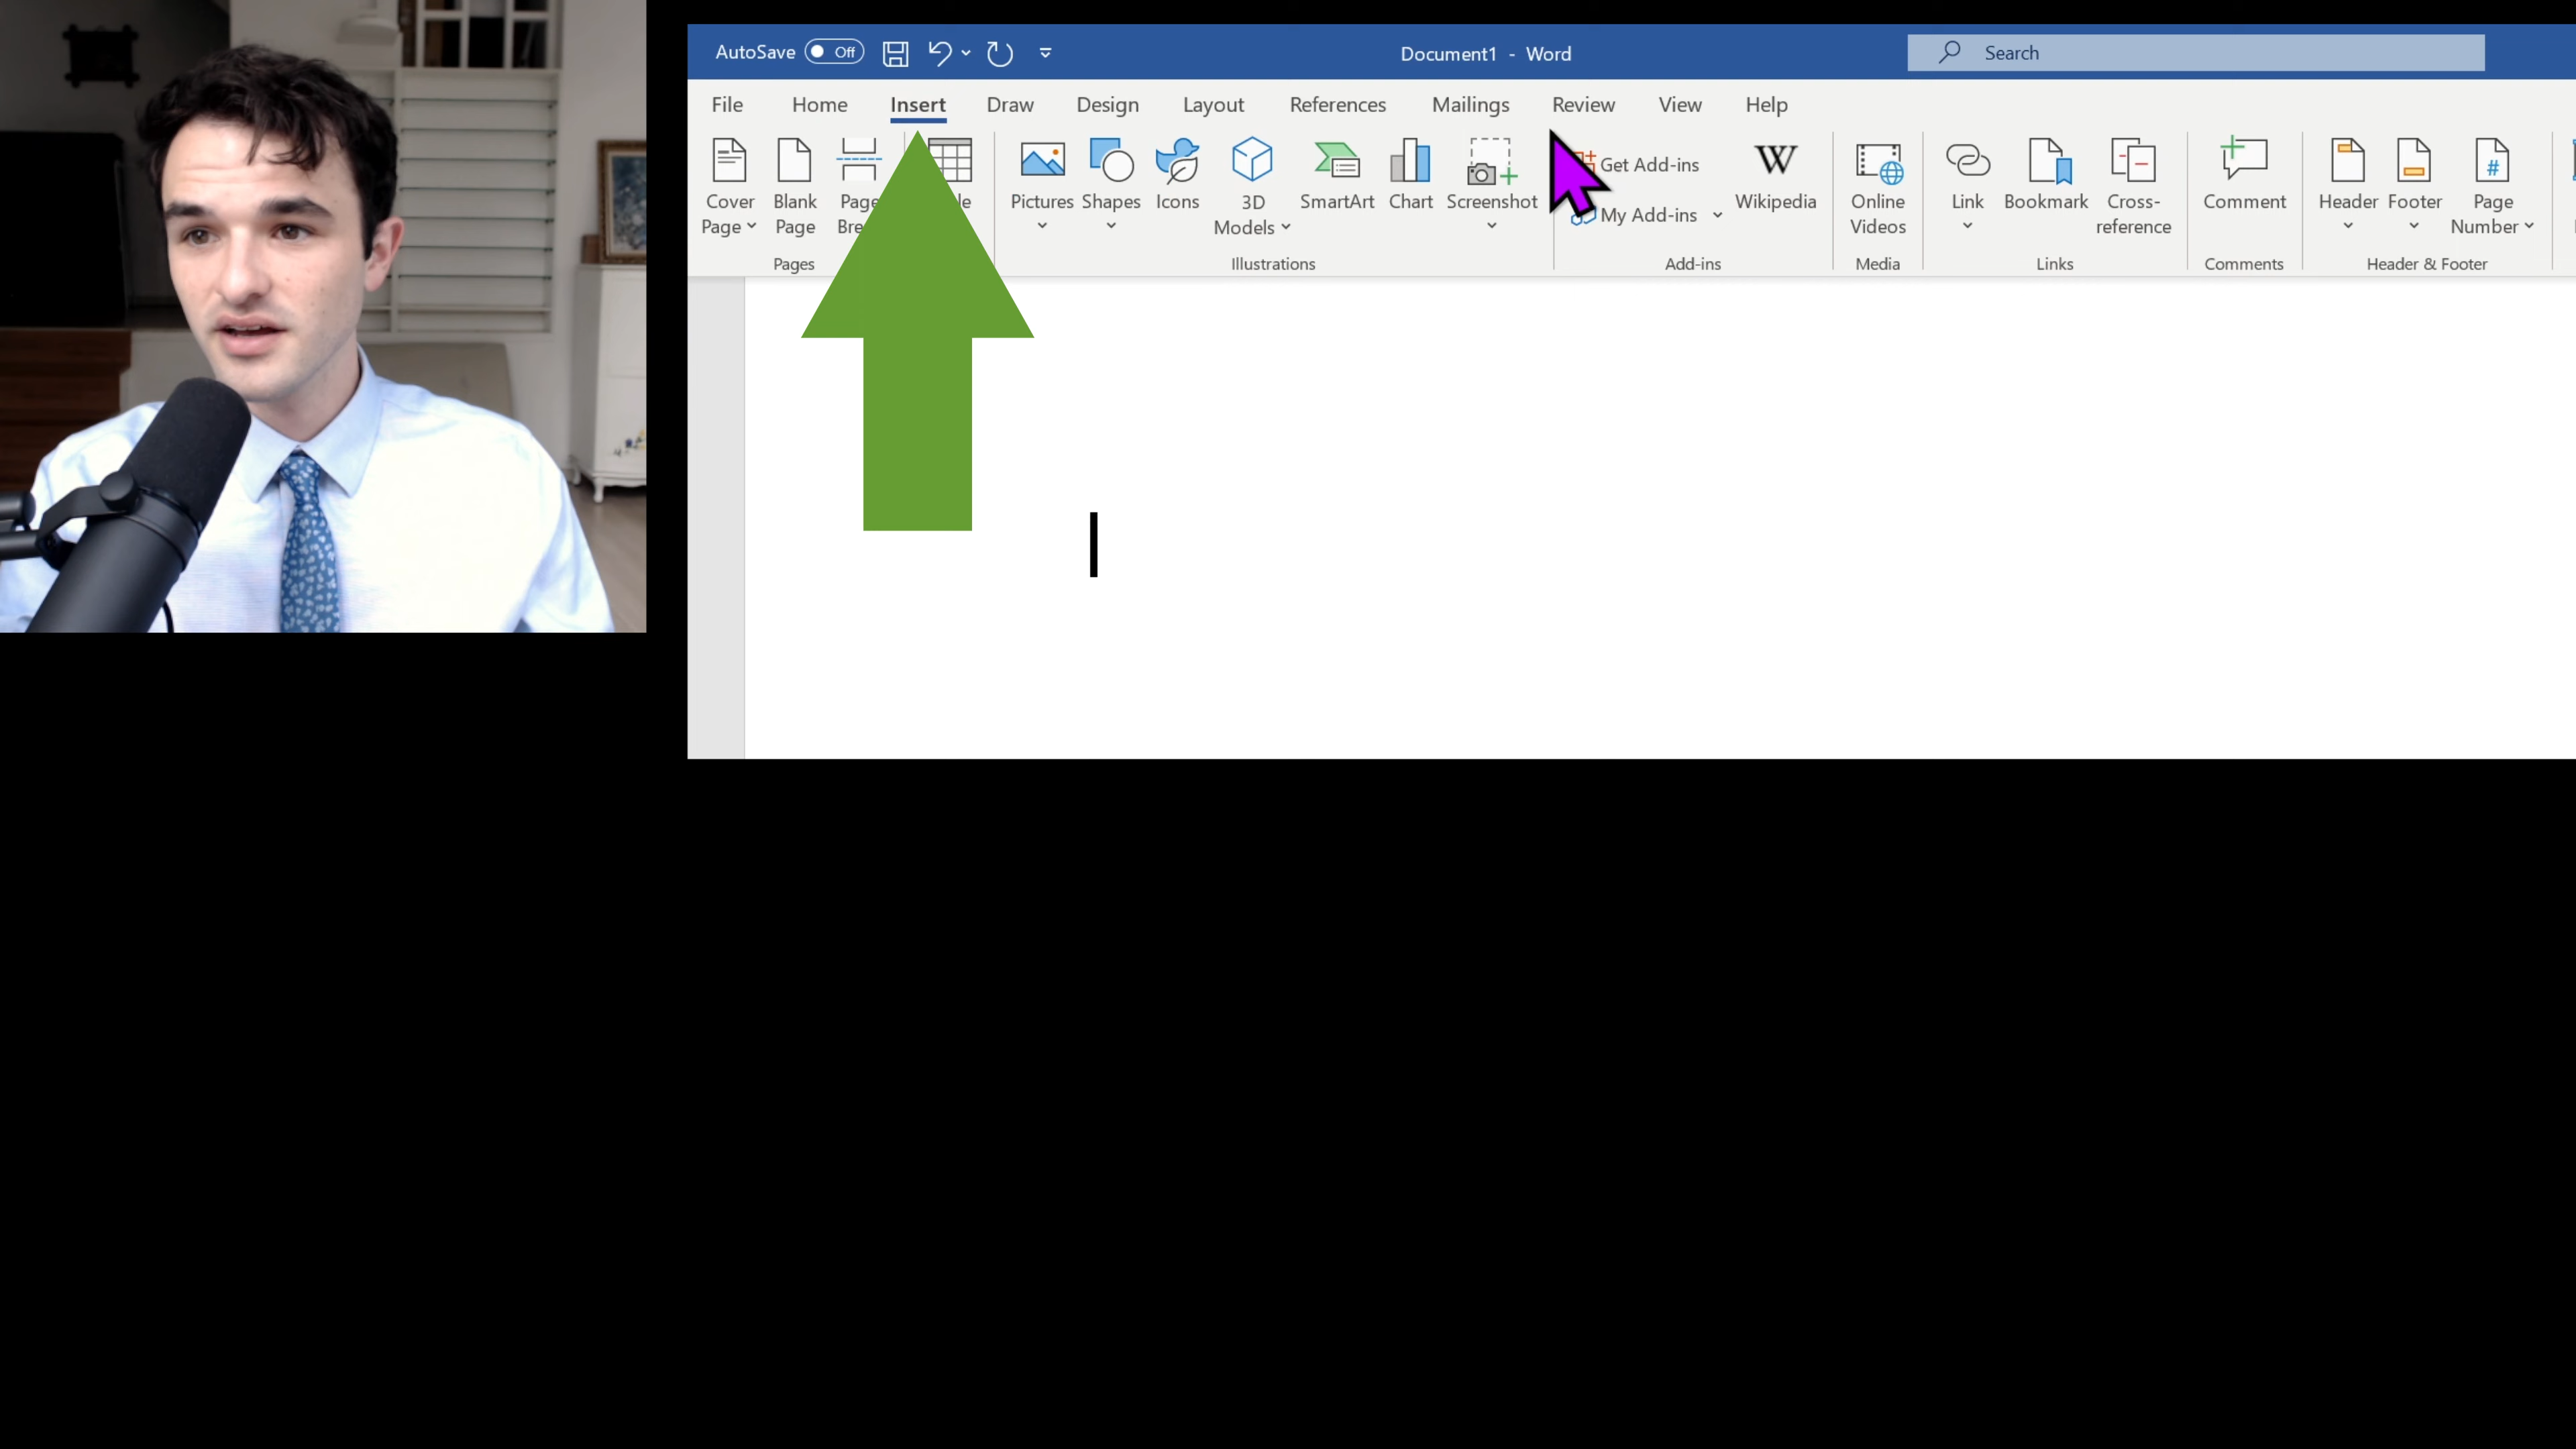 AutoSave Off
Document1 - Word
Search
File Home Insert Draw Design Layout References Mailings Review View Help
Cover Page
Blank Page
Page
Pictures
Shapes
Icons
3D Models
SmartArt
Chart
Screenshot
Get Add-ins
My Add-ins
W
Wikipedia
Online Videos
Link
Bookmark
Cross-reference
Comment
Header
Footer
#
Page Number
Pages
Illustrations
Add-ins
Media
Links
Comments
Header & Footer